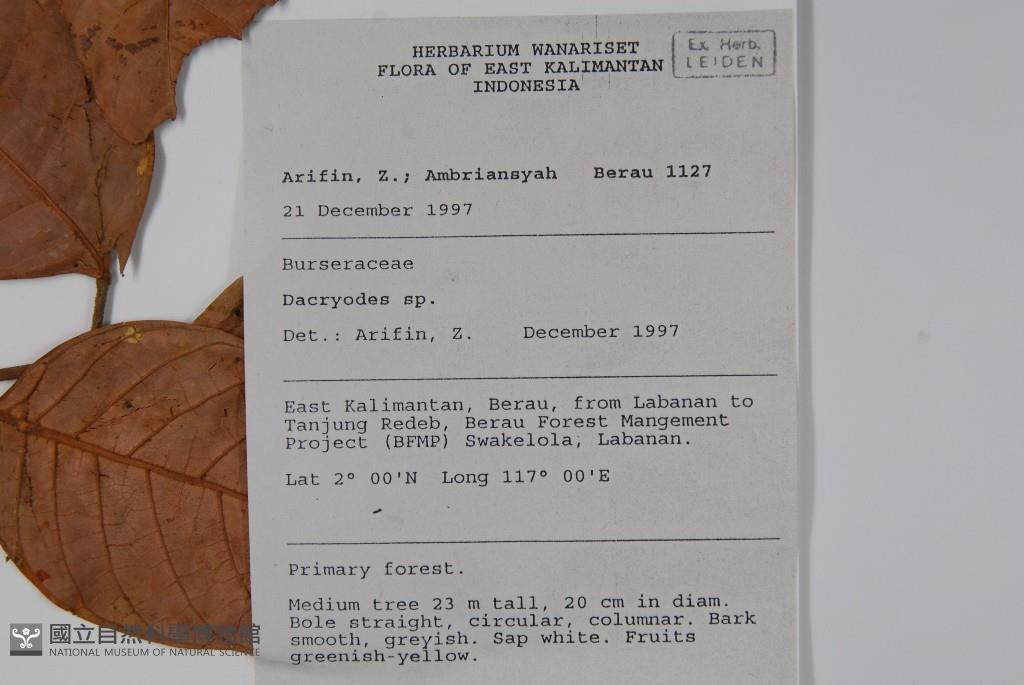 HERBARIUM WANARISET
FLORA OF EAST KALIMANTAN
INDONESIA
Ex Herb.
LEIDEN
Arifin, Z.; Ambriansyah Berau 1127
21 December 1997
Burseraceae
Dacryodes sp.
Det.: Arifin, Z. December 1997
East Kalimantan, Berau, from Labanan to
Tanjung Redeb, Berau Forest Mangement
Project (BFMP) Swakelola, Labanan.
Lat 2° 00'N Long 117° 00'E
Primary forest.
Medium tree 23 m tall, 20 cm in diam.
Bole straight, circular, columnar. Bark
smooth, greyish. Sap white. Fruits
greenish-yellow.
國立自然科學博物館
NATIONAL MUSEUM OF NATURAL SCIENCE